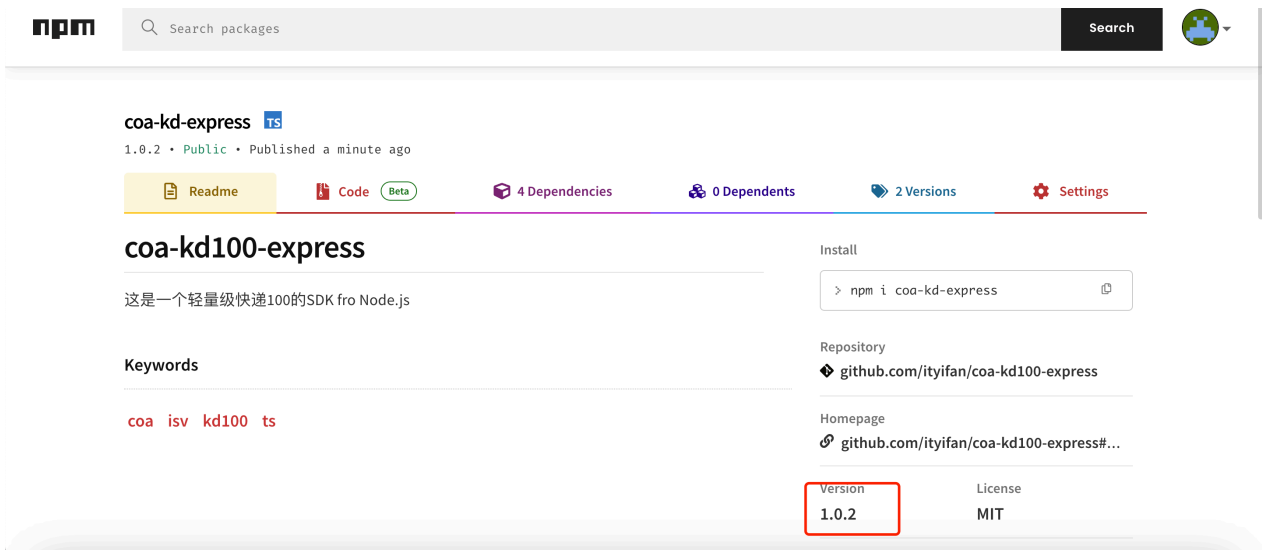 npm
Search packages
Search
coa-kd-express TS
1.0.2 • Public • Published a minute ago
Readme
Code Beta
4 Dependencies
0 Dependents
2 Versions
Settings
coa-kd100-express
这是一个轻量级快递100的SDK fro Node.js
Keywords
coa isv kd100 ts
Install
> npm i coa-kd-express
Repository
github.com/ityifan/coa-kd100-express
Homepage
github.com/ityifan/coa-kd100-express#...
Version
1.0.2
License
MIT